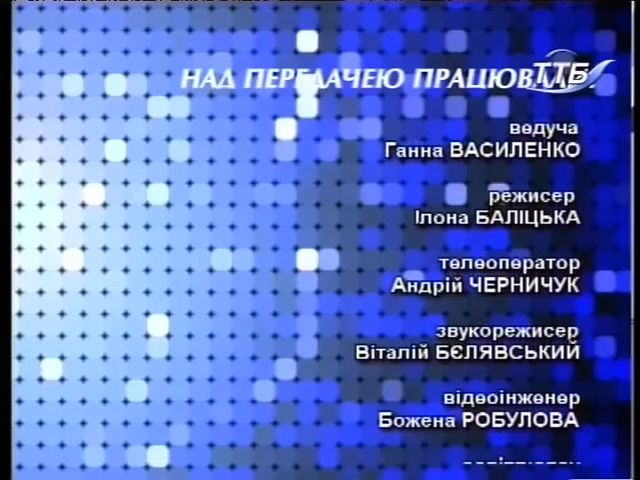 НАД ПЕРЕДАЧЕЮ ПРАЦЮВАЛИ
ТТБ
ведуча
Ганна ВАСИЛЕНКО
режисер
Ілона БАЛІЦЬКА
телеоператор
Андрій ЧЕРНИЧУК
звукорежисер
Віталій БЄЛЯВСЬКИЙ
відеоінженер
Божена РОБУЛОВА